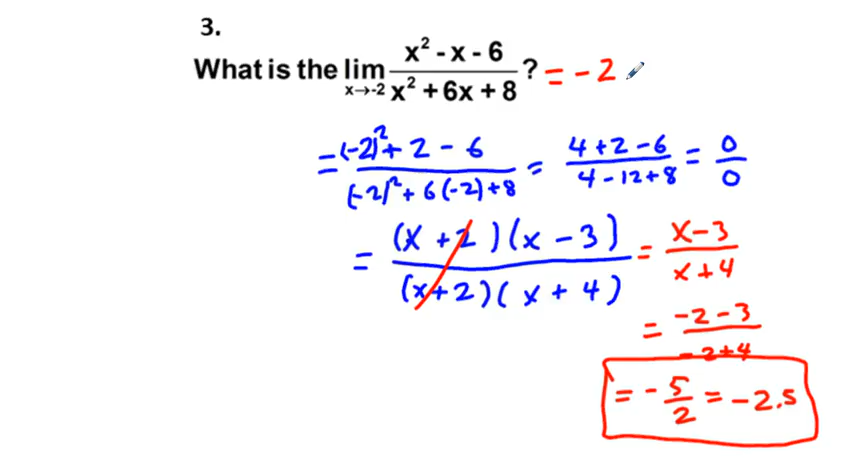 3.
What is the lim x→-2 (x² - x - 6)/(x² + 6x + 8) ? = -2
= ((-2)² + 2 - 6)/((-2)² + 6(-2) + 8) = (4 + 2 - 6)/(4 - 12 + 8) = 0/0
= (x + 2)(x - 3)/(x + 2)(x + 4) = (x - 3)/(x + 4)
= (-2 - 3)/(-2 + 4)
= -5/2 = -2.5